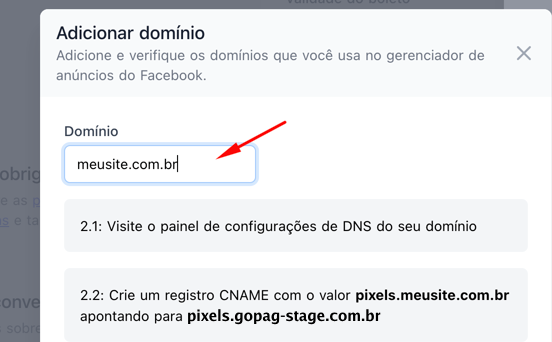 validade do boleto
Adicionar domínio
Adicione e verifique os domínios que você usa no gerenciador de
anúncios do Facebook.
Domínio
meusite.com.br
obrig
e as p
s e ta
2.1: Visite o painel de configurações de DNS do seu domínio
2.2: Crie um registro CNAME com o valor pixels.meusite.com.br
apontando para pixels.gopag-stage.com.br
conve
s sobre